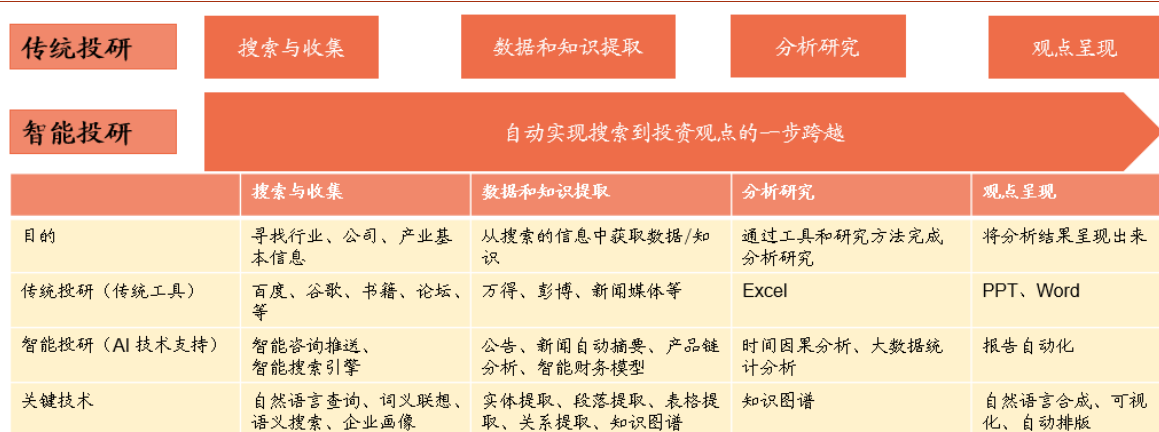 传统投研 搜索与收集 数据和知识提取 分析研究 观点呈现
智能投研 自动实现搜索到投资观点的一步跨越
搜索与收集 数据和知识提取 分析研究 观点呈现
目的 寻找行业、公司、产业基 从搜索的信息中获取数据/知 通过工具和研究方法完成 将分析结果呈现出来
本信息 识 分析研究
传统投研（传统工具） 百度、谷歌、书籍、论坛、 万得、彭博、新闻媒体等 Excel PPT、Word
等
智能投研（AI 技术支持） 智能咨询推送、 公告、新闻自动摘要、产品链 时间因果分析、大数据统 报告自动化
智能搜索引擎 分析、智能财务模型 计分析
关键技术 自然语言查询、词义联想、 实体提取、段落提取、表格提 知识图谱 自然语言合成、可视
语义搜索、企业画像 取、关系提取、知识图谱 化、自动排版